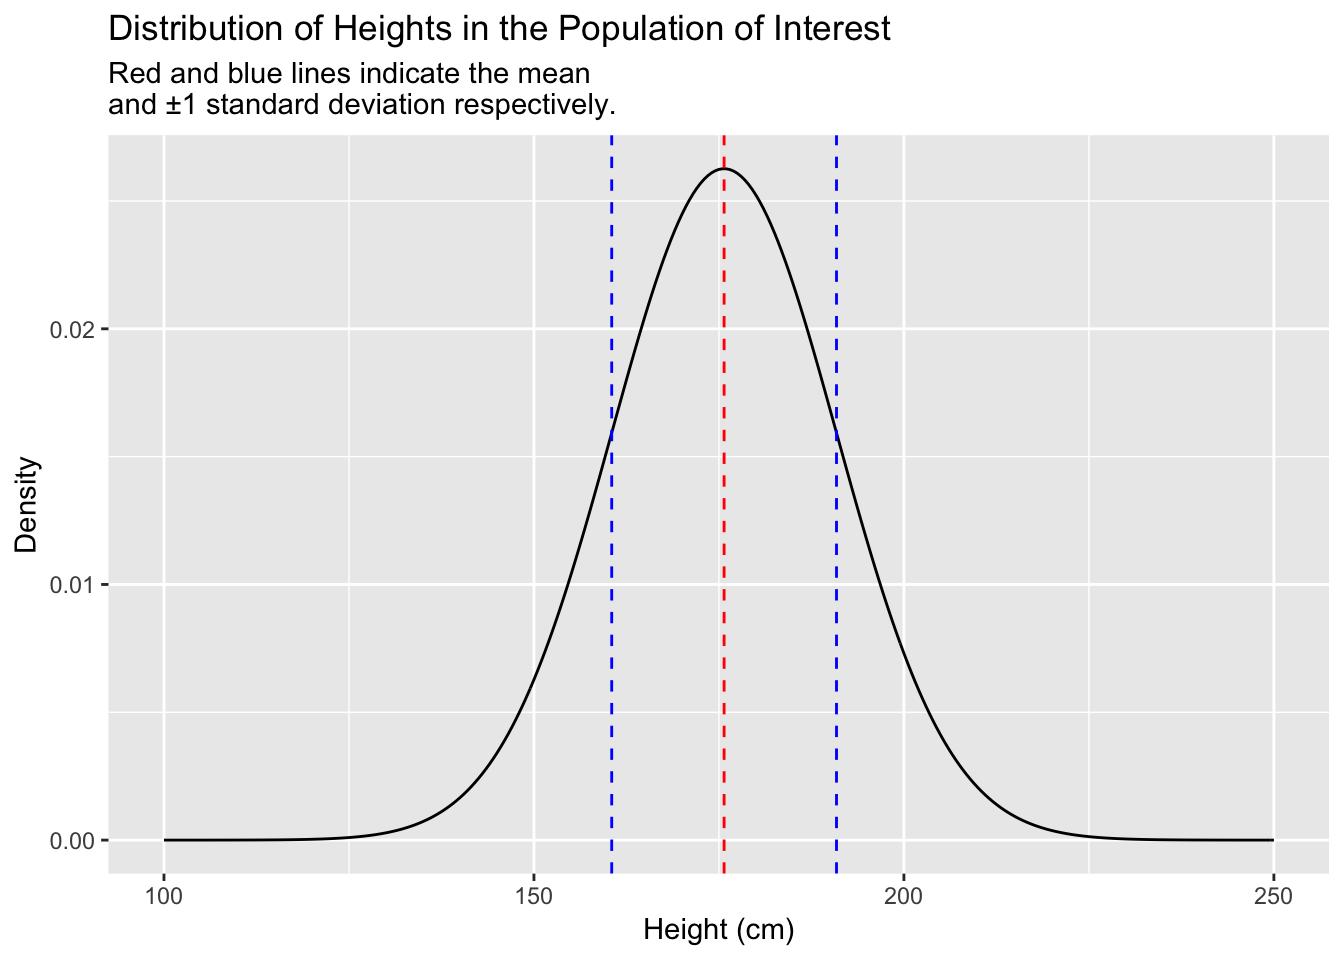 Distribution of Heights in the Population of Interest
Red and blue lines indicate the mean
and ±1 standard deviation respectively.
Density
0.02
0.01
0.00
100
150
200
250
Height (cm)